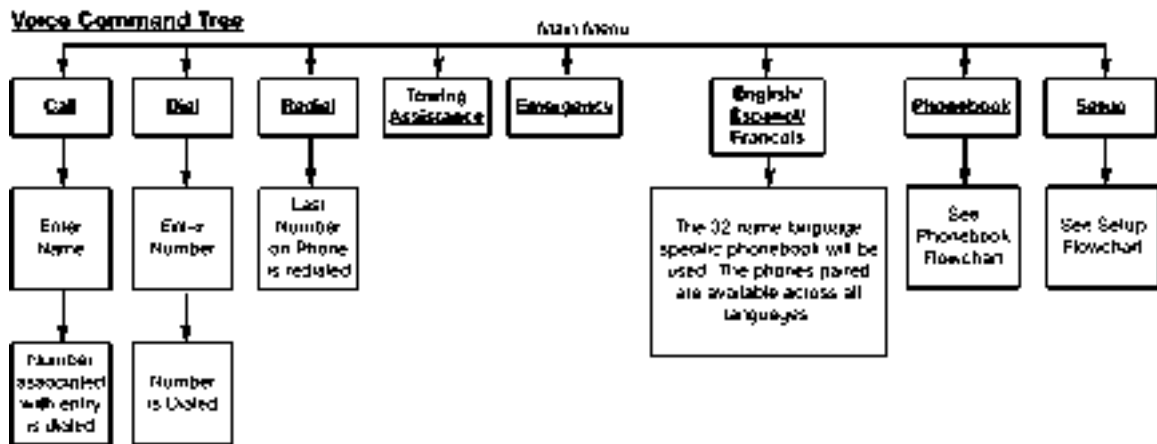 Voice Command Tree
Main Menu
Call
Dial
Redial
Towing
Assistance
Emergency
English/
Espanol/
Francois
Phonebook
Setup
Enter
Name
Enter
Number
Last
Number
on Phone
is redialed
The 32 name language
specific phonebook will be
used. The phones paired
are available across all
languages
See
Phonebook
Flowchart
See Setup
Flowchart
Number
associated
with entry
is dialed
Number
is Dialed